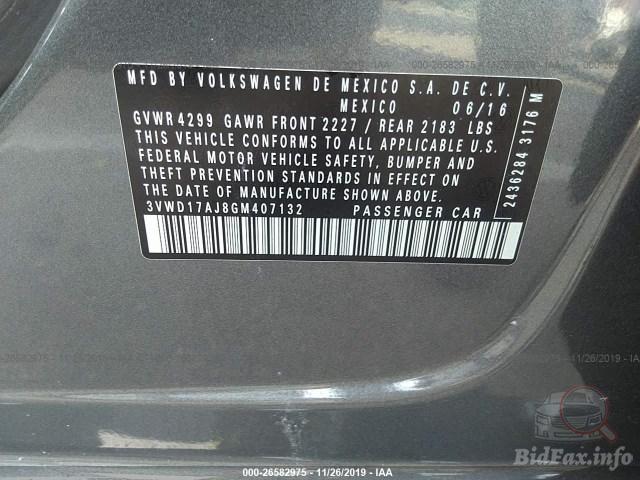 MFD BY VOLKSWAGEN DE MEXICO S.A. DE C.V.
MEXICO 06/16
GVWR 4299 GAWR FRONT 2227 / REAR 2183 LBS
THIS VEHICLE CONFORMS TO ALL APPLICABLE U.S.
FEDERAL MOTOR VEHICLE SAFETY, BUMPER AND
THEFT PREVENTION STANDARDS IN EFFECT ON THE
DATE OF MANUFACTURE SHOWN ABOVE.
3VWD17AJ8GM407132 PASSENGER CAR
2436284 3176 M
000-26582975 - 11/26/2019 - IAA
BidFax.info